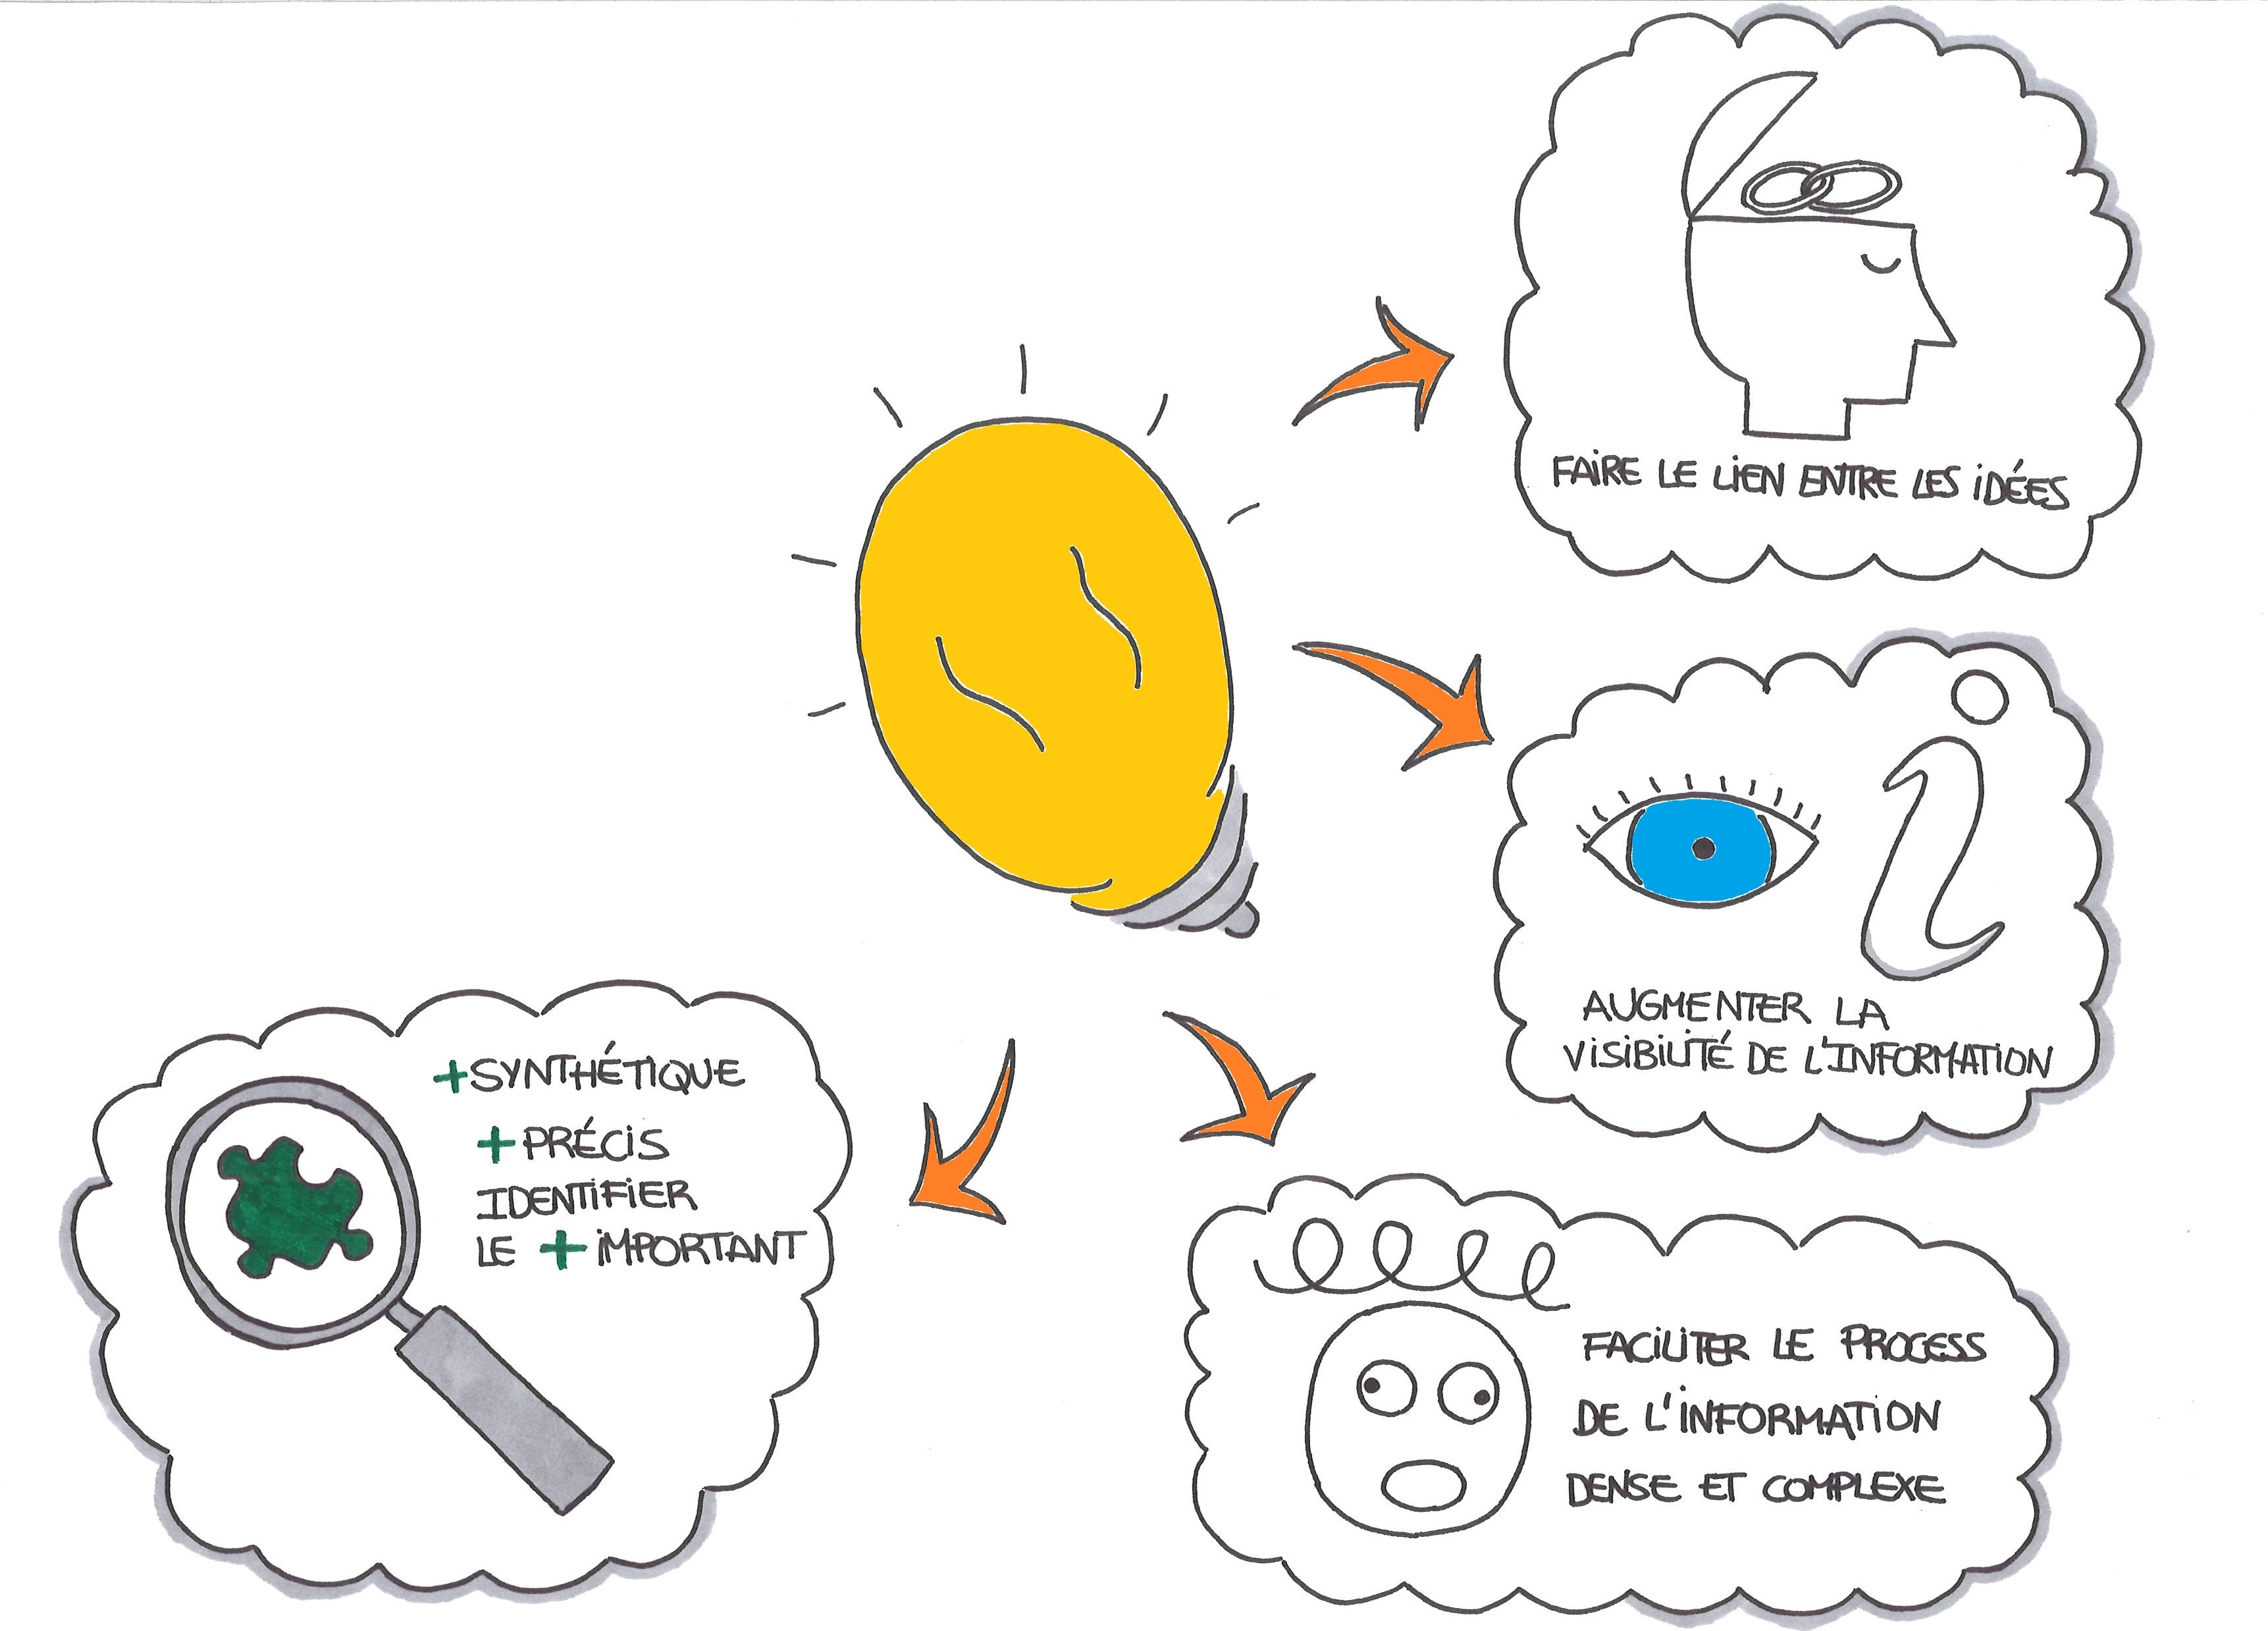 FAIRE LE LIEN ENTRE LES IDÉES
i
AUGMENTER LA
VISIBILITÉ DE L'INFORMATION
+SYNTHÉTIQUE
+PRÉCIS
IDENTIFIER
LE +IMPORTANT
FACILITER LE PROCESS
DE L'INFORMATION
DENSE ET COMPLEXE